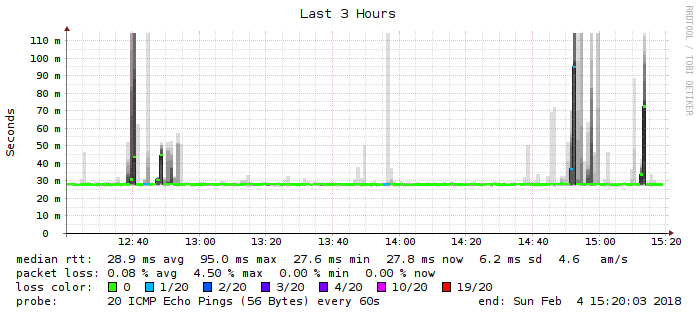 Last 3 Hours
RRDTOOL / TOBI OETIKER
Seconds
110 m
100 m
90 m
80 m
70 m
60 m
50 m
40 m
30 m
20 m
10 m
0
12:40 13:00 13:20 13:40 14:00 14:20 14:40 15:00 15:20
median rtt: 28.9 ms avg 95.0 ms max 27.6 ms min 27.8 ms now 6.2 ms sd 4.6 am/s
packet loss: 0.08 % avg 4.50 % max 0.00 % min 0.00 % now
loss color: 0 1/20 2/20 3/20 4/20 10/20 19/20
probe: 20 ICMP Echo Pings (56 Bytes) every 60s end: Sun Feb 4 15:20:03 2018